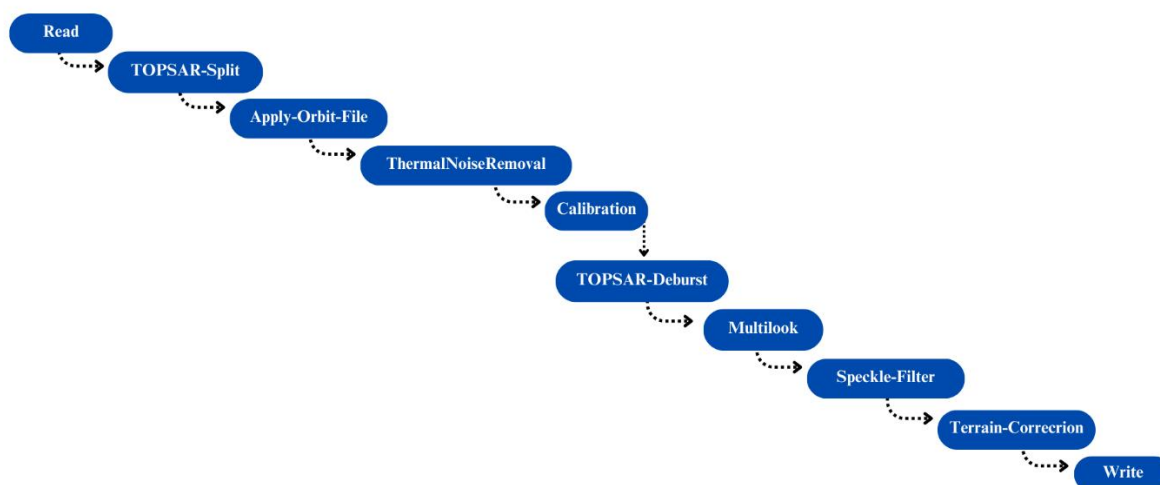 Read
TOPSAR-Split
Apply-Orbit-File
ThermalNoiseRemoval
Calibration
TOPSAR-Deburst
Multilook
Speckle-Filter
Terrain-Correcrion
Write